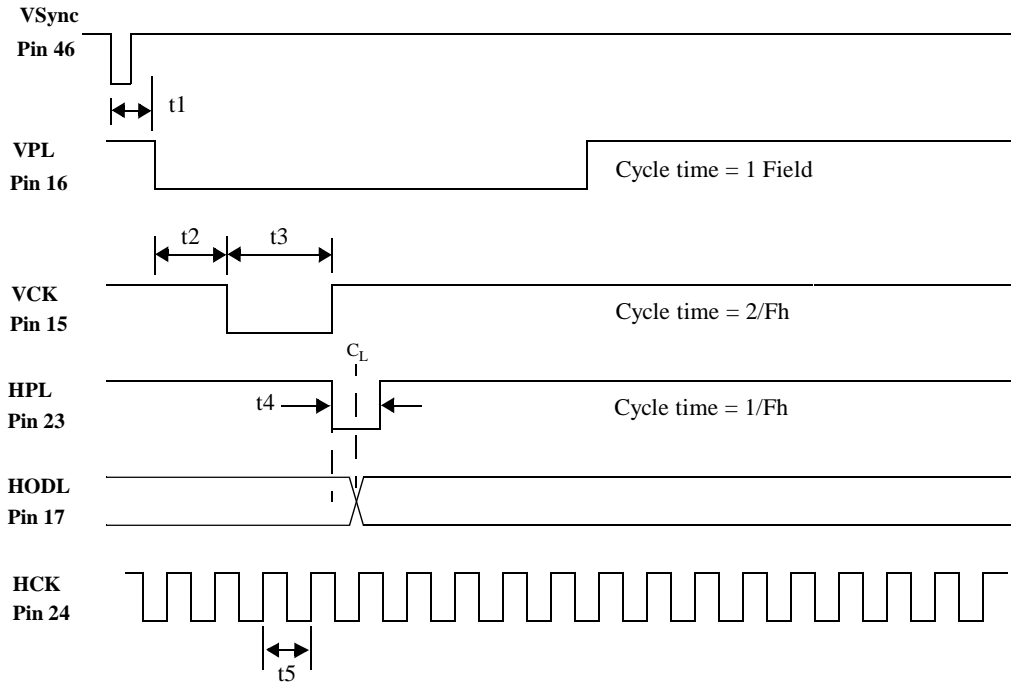 VSync
Pin 46
t1
VPL
Pin 16
Cycle time = 1 Field
t2
t3
VCK
Pin 15
Cycle time = 2/Fh
CL
HPL
Pin 23
t4
Cycle time = 1/Fh
HODL
Pin 17
HCK
Pin 24
t5